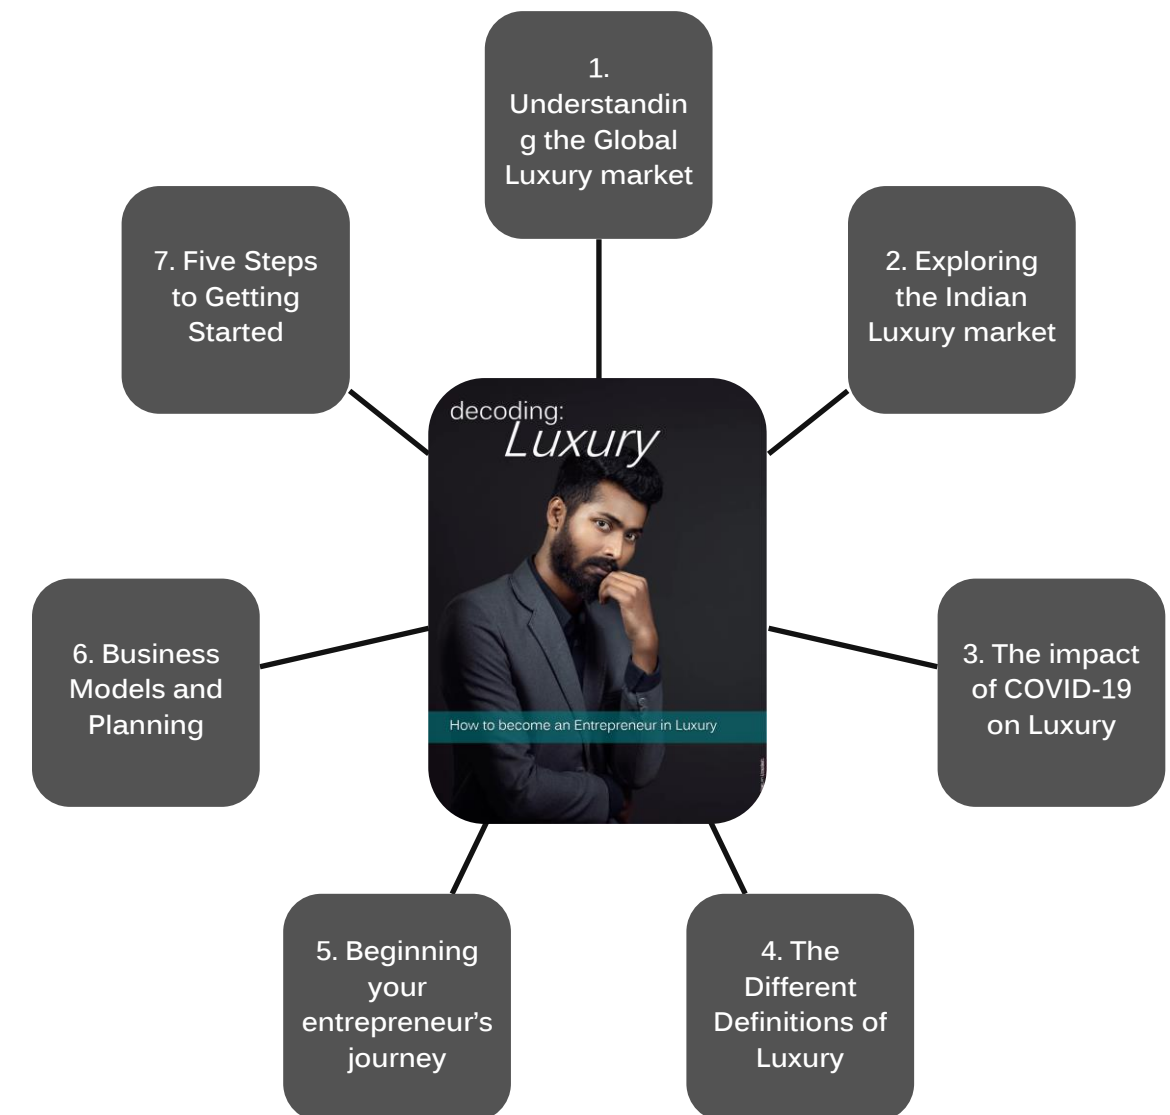 1.
Understandin
g the Global
Luxury market
2. Exploring
the Indian
Luxury market
3. The impact
of COVID-19
on Luxury
4. The
Different
Definitions of
Luxury
5. Beginning
your
entrepreneur’s
journey
6. Business
Models and
Planning
7. Five Steps
to Getting
Started
decoding:
Luxury
How to become an Entrepreneur in Luxury